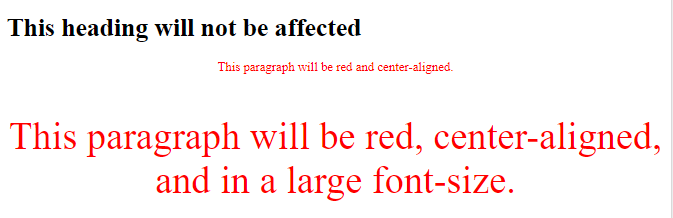 This heading will not be affected
This paragraph will be red and center-aligned.
This paragraph will be red, center-aligned,
and in a large font-size.